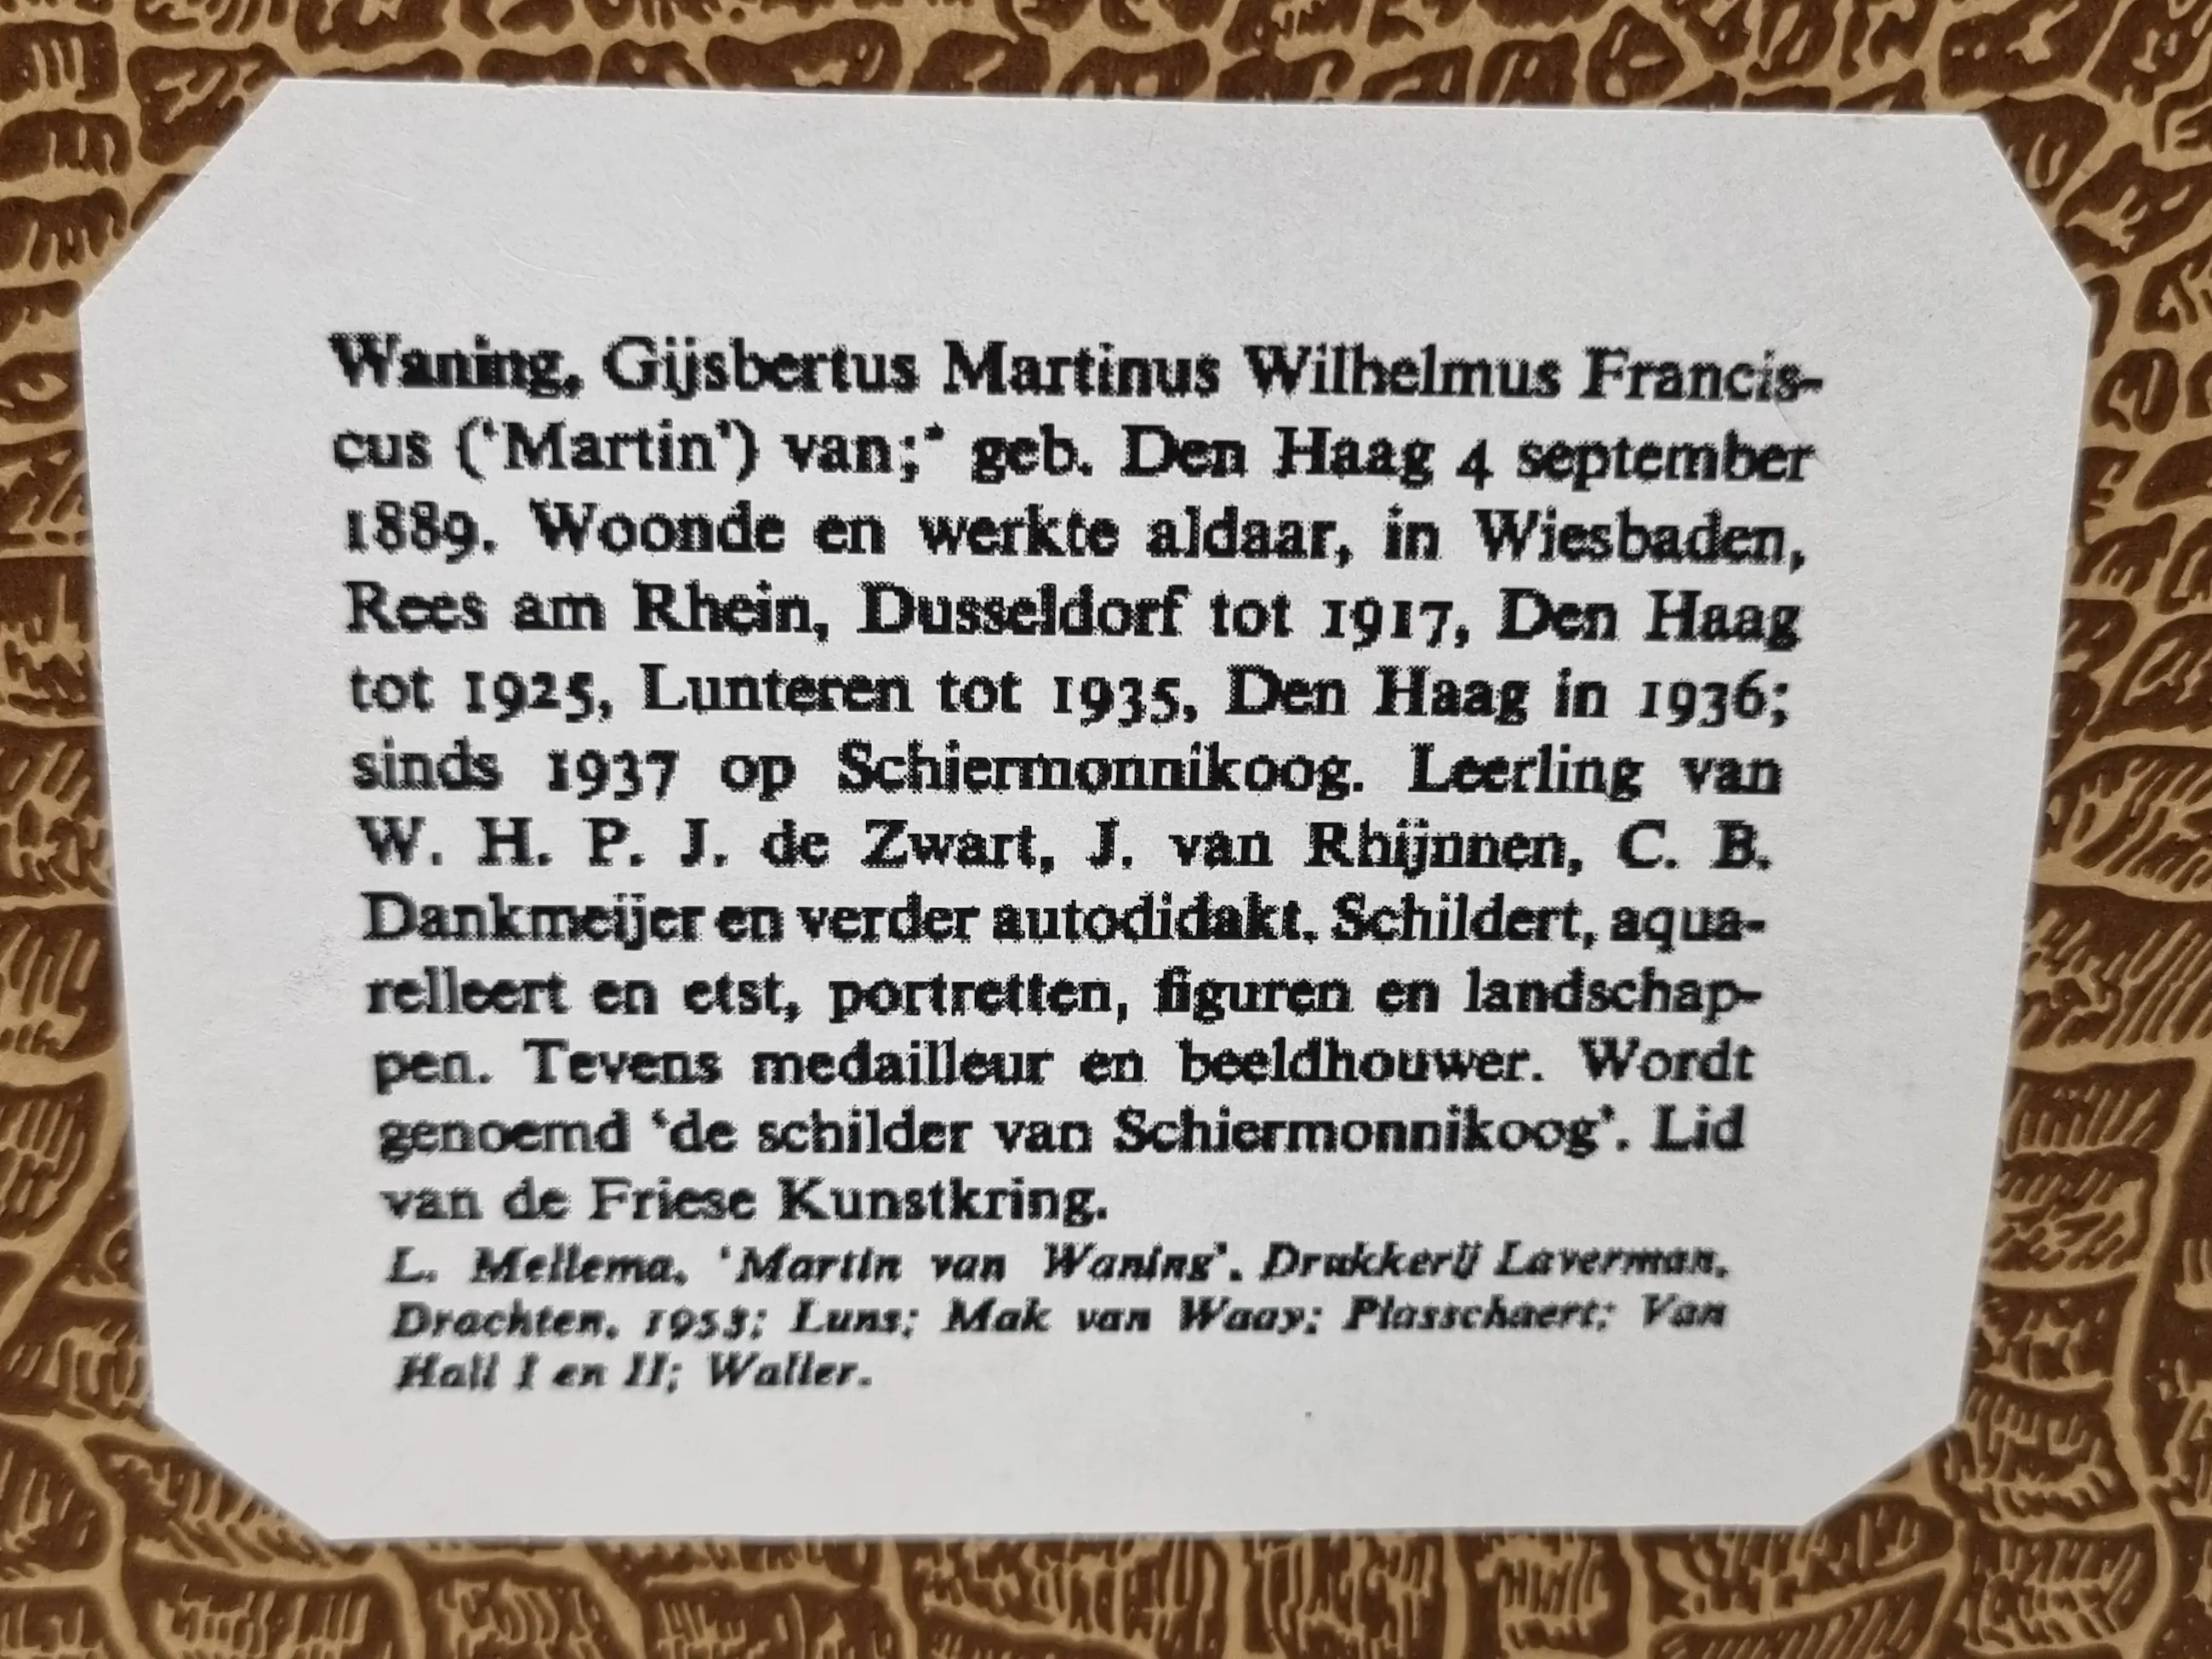 Waning, Gijsbertus Martinus Wilhelmus Francis-
cus (‘Martin’) van;* geb. Den Haag 4 september
1889. Woonde en werkte aldaar, in Wiesbaden,
Rees am Rhein, Dusseldorf tot 1917, Den Haag
tot 1925, Lunteren tot 1935, Den Haag in 1936;
sinds 1937 op Schiermonnikoog. Leerling van
W. H. P. J. de Zwart, J. van Rhijnnen, C. B.
Dankmeijer en verder autodidakt. Schildert, aqua-
relleert en etst, portretten, figuren en landschap-
pen. Tevens medailleur en beeldhouwer. Wordt
genoemd ‘de schilder van Schiermonnikoog’. Lid
van de Friese Kunstkring.
L. Mellema, ‘Martin van Waning’. Drukkerij Laverman,
Drachten, 1953; Luns; Mak van Waay; Plasschaert; Van
Hall I en II; Waller.